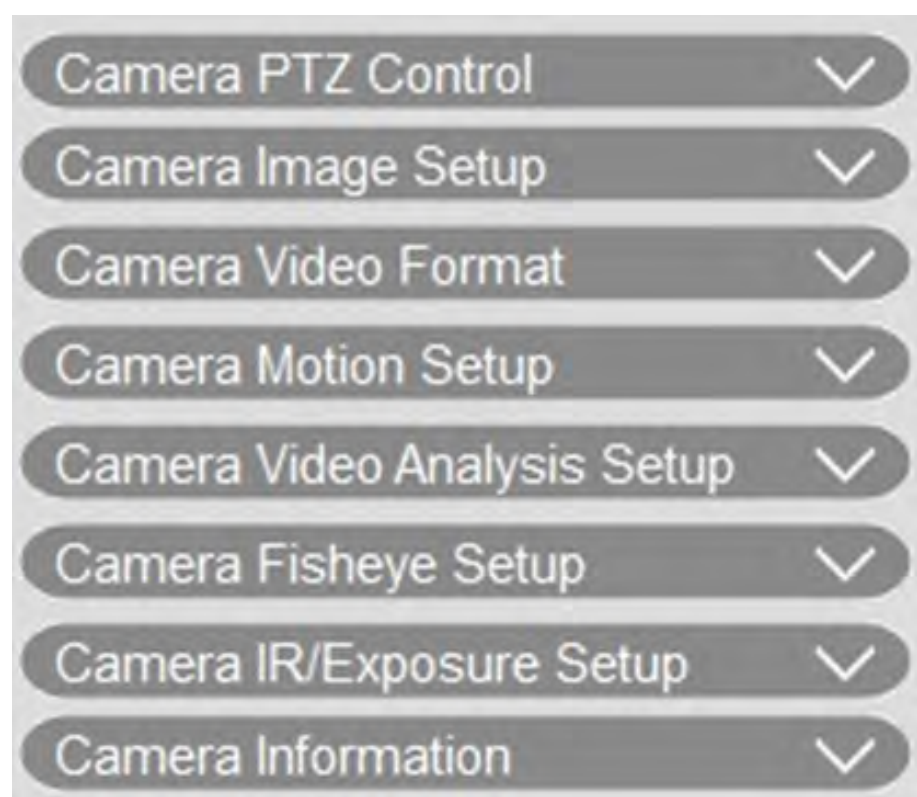 Camera PTZ Control
Camera Image Setup
Camera Video Format
Camera Motion Setup
Camera Video Analysis Setup
Camera Fisheye Setup
Camera IR/Exposure Setup
Camera Information